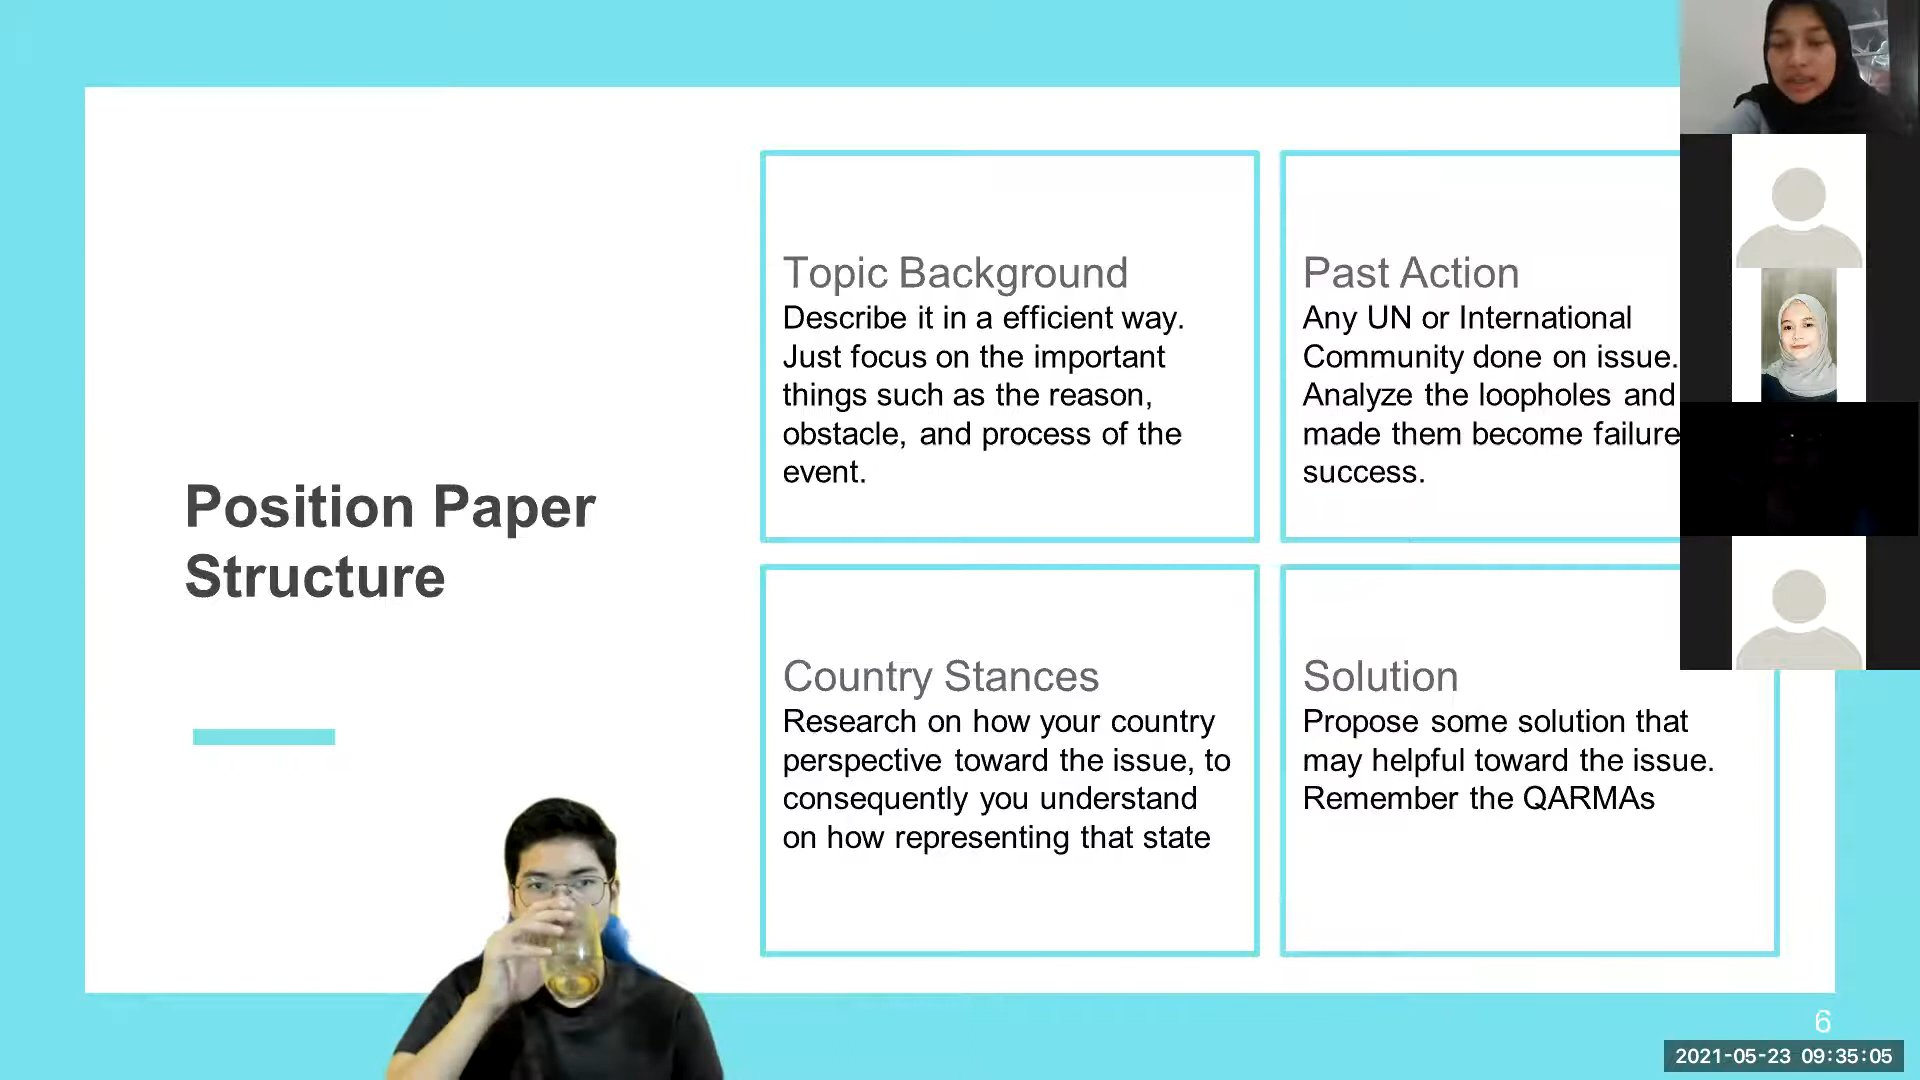 Position Paper
Structure
Topic Background
Describe it in a efficient way.
Just focus on the important
things such as the reason,
obstacle, and process of the
event.
Past Action
Any UN or International
Community done on issue.
Analyze the loopholes and
made them become failure
success.
Country Stances
Research on how your country
perspective toward the issue, to
consequently you understand
on how representing that state
Solution
Propose some solution that
may helpful toward the issue.
Remember the QARMAs
6
2021-05-23 09:35:05